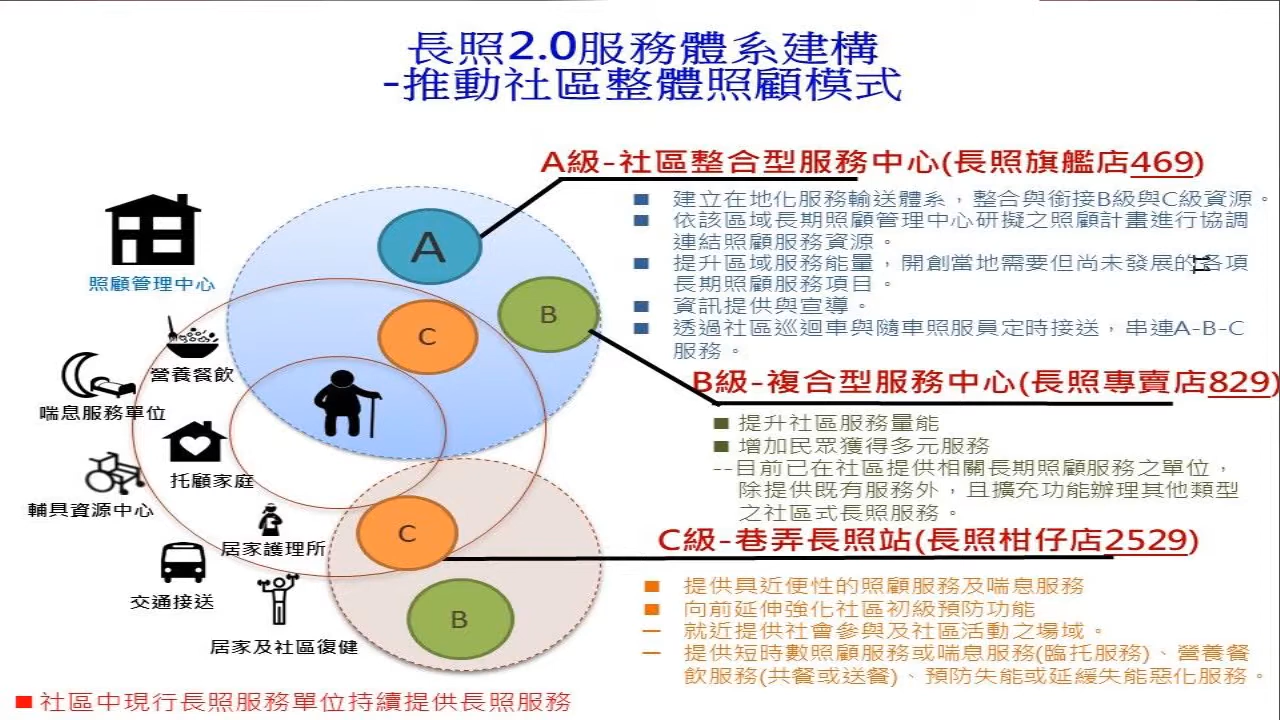 長照2.0服務體系建構
-推動社區整體照顧模式
A級-社區整合型服務中心(長照旗艦店469)
■ 建立在地化服務輸送體系，整合與銜接B級與C級資源。
■ 依該區域長期照顧管理中心研擬之照顧計畫進行協調
連結照顧服務資源。
■ 提升區域服務能量，開創當地需要但尚未發展的各項
長期照顧服務項目。
■ 資訊提供與宣導。
■ 透過社區巡迴車與隨車照服員定時接送，串連A-B-C
服務。
B級-複合型服務中心(長照專賣店829)
■ 提升社區服務量能
■ 增加民眾獲得多元服務
--目前已在社區提供相關長期照顧服務之單位，
除提供既有服務外，且擴充功能辦理其他類型
之社區式長照服務。
C級-巷弄長照站(長照柑仔店2529)
■ 提供具近便性的照顧服務及喘息服務
■ 向前延伸強化社區初級預防功能
— 就近提供社會參與及社區活動之場域。
— 提供短時數照顧服務或喘息服務(臨托服務)、營養餐
飲服務(共餐或送餐)、預防失能或延緩失能惡化服務。
A
B
C
C
B
照顧管理中心
營養餐飲
喘息服務單位
托顧家庭
輔具資源中心
居家護理所
交通接送
居家及社區復健
■ 社區中現行長照服務單位持續提供長照服務